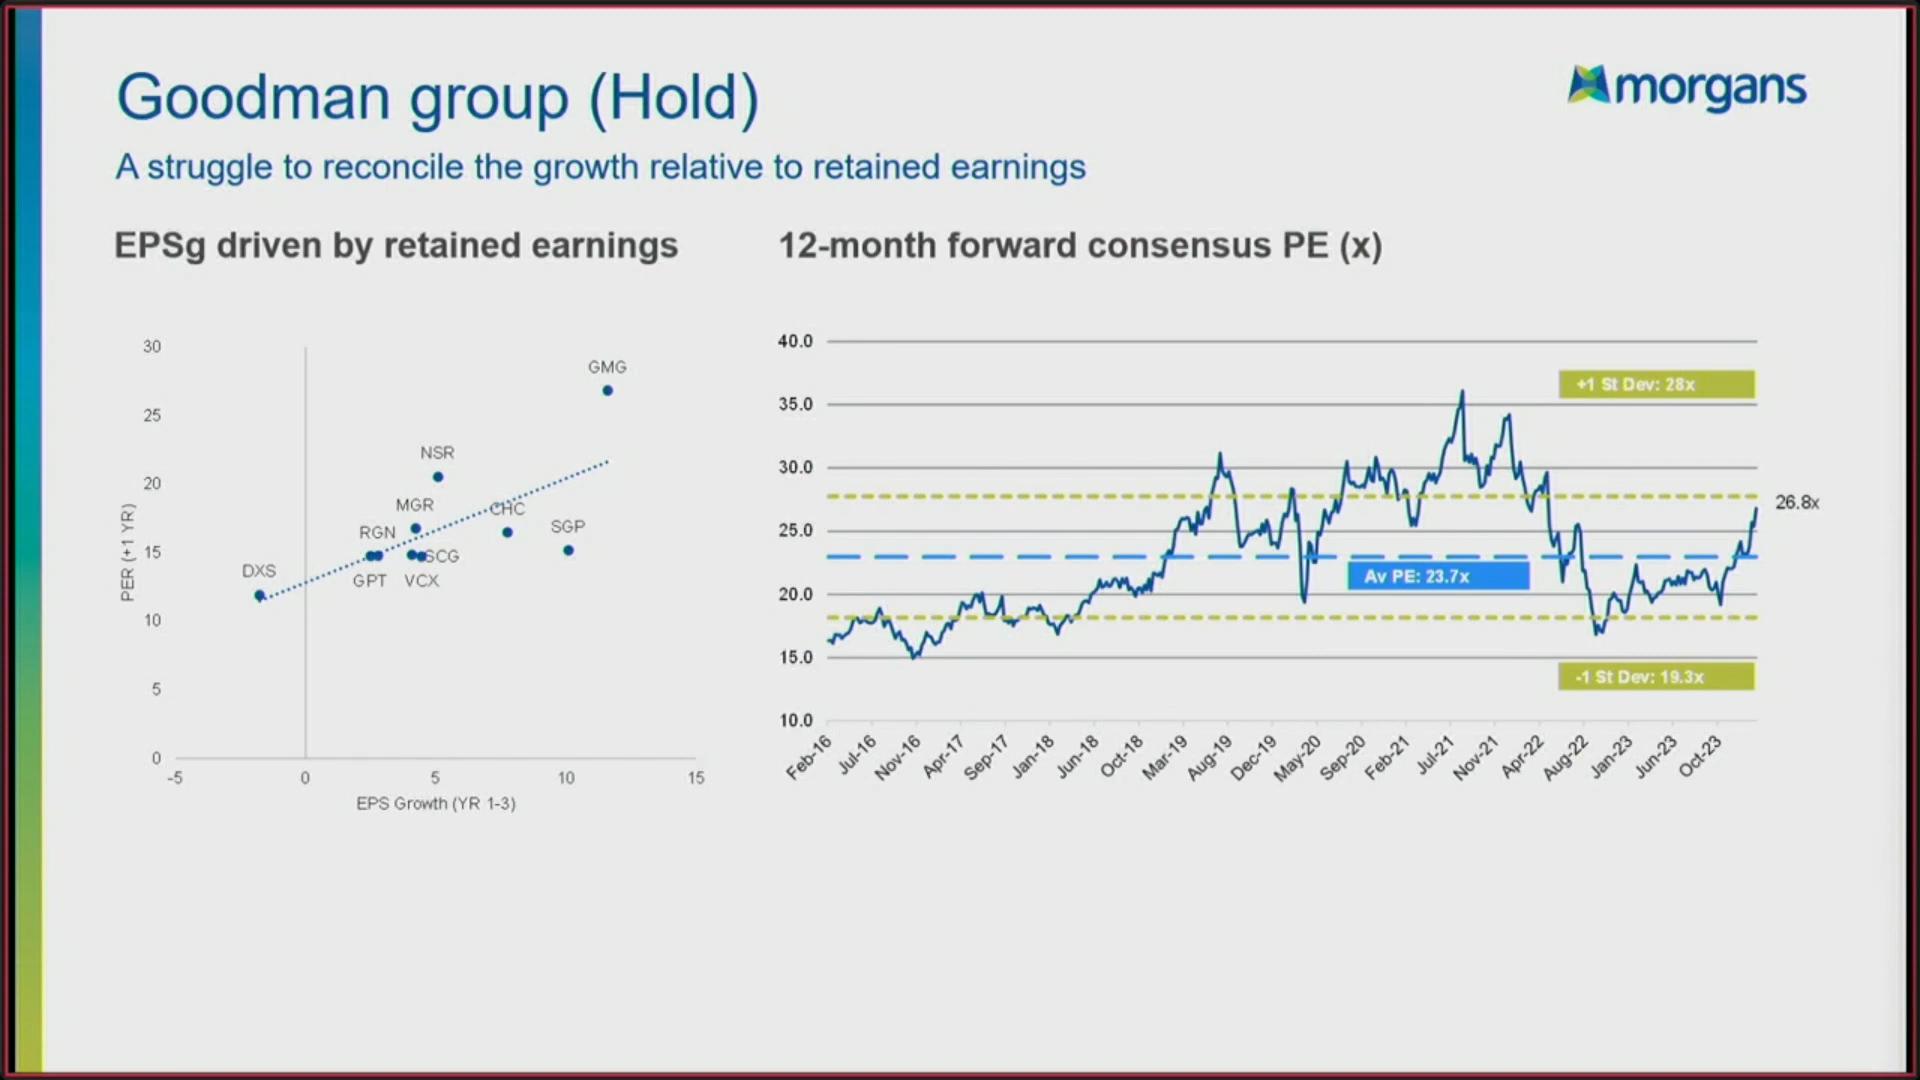 Goodman group (Hold)
morgans
A struggle to reconcile the growth relative to retained earnings
EPSg driven by retained earnings
12-month forward consensus PE (x)
30
25
20
15
10
5
0
PER (+1 YR)
-5
0
5
10
15
EPS Growth (YR 1-3)
GMG
NSR
MGR
CHC
SGP
RGN
SCG
DXS
GPT
VCX
40.0
35.0
30.0
25.0
20.0
15.0
10.0
+1 St Dev: 28x
26.8x
Av PE: 23.7x
-1 St Dev: 19.3x
Feb-16
Jul-16
Nov-16
Apr-17
Sep-17
Jan-18
Jun-18
Oct-18
Mar-19
Aug-19
Dec-19
May-20
Sep-20
Feb-21
Jul-21
Nov-21
Apr-22
Aug-22
Jan-23
Jun-23
Oct-23